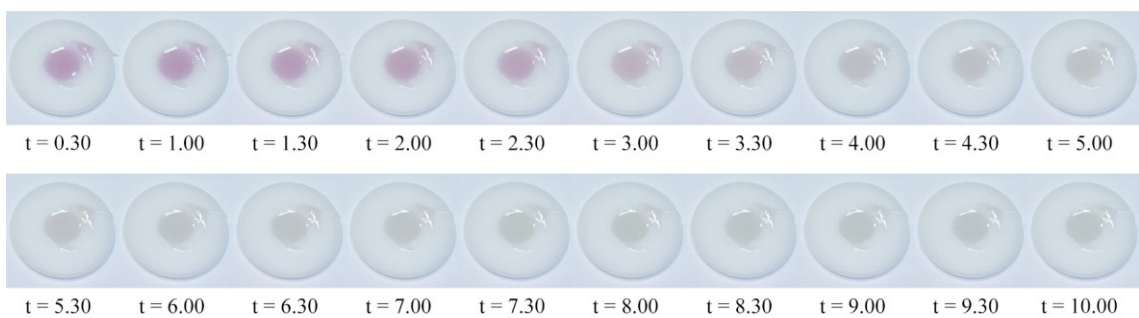 t = 0.30 t = 1.00 t = 1.30 t = 2.00 t = 2.30 t = 3.00 t = 3.30 t = 4.00 t = 4.30 t = 5.00
t = 5.30 t = 6.00 t = 6.30 t = 7.00 t = 7.30 t = 8.00 t = 8.30 t = 9.00 t = 9.30 t = 10.00